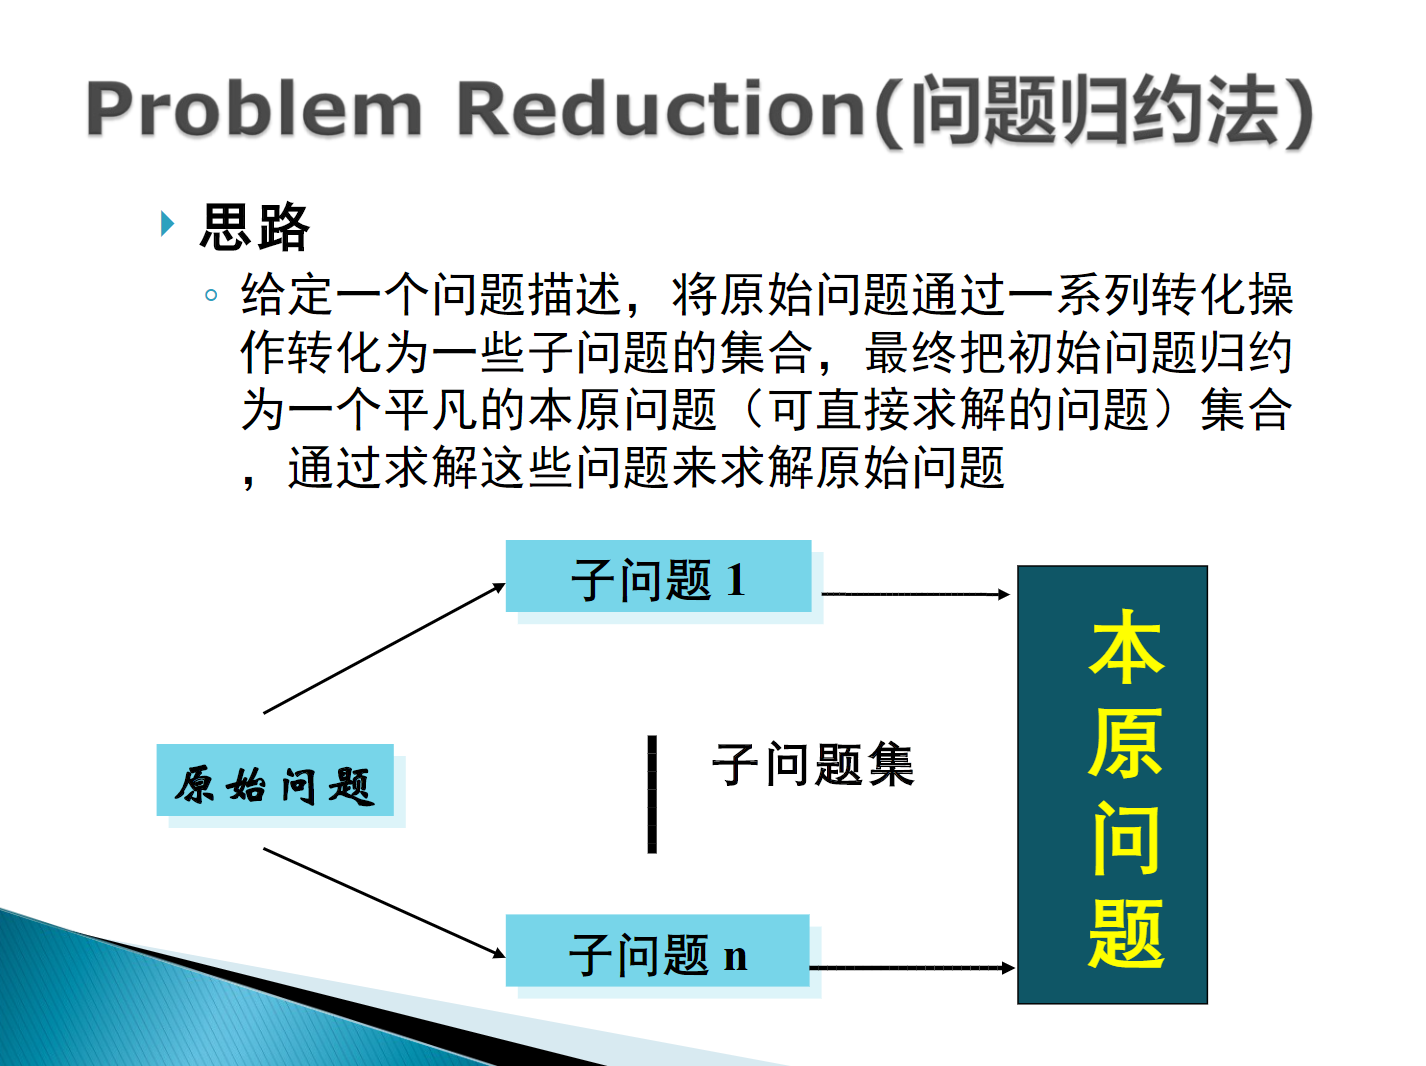 Problem Reduction(问题归约法)
思路
给定一个问题描述，将原始问题通过一系列转化操
作转化为一些子问题的集合，最终把初始问题归约
为一个平凡的本原问题（可直接求解的问题）集合
，通过求解这些问题来求解原始问题
子问题 1
子问题集
原始问题
子问题 n
本
原
问
题